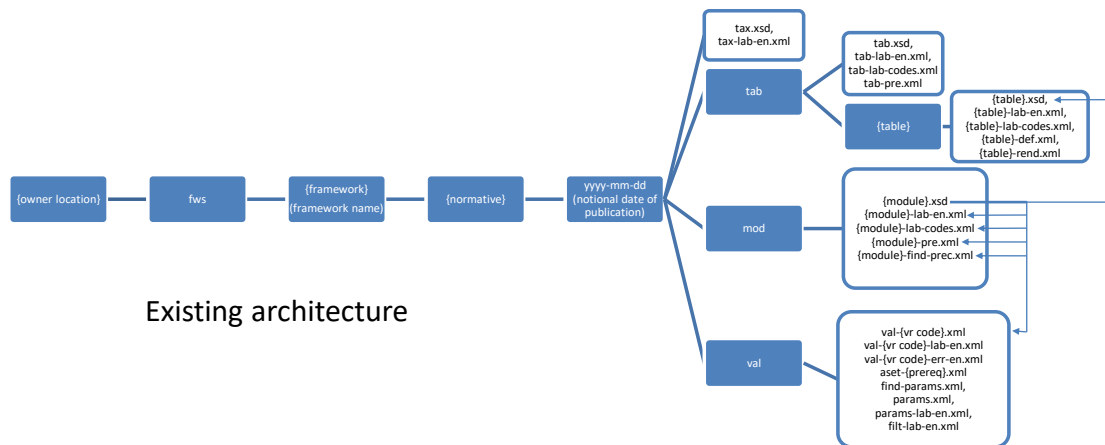 tax.xsd,
tax-lab-en.xml
tab
tab.xsd,
tab-lab-en.xml,
tab-lab-codes.xml
tab-pre.xml
{table}
{table}.xsd,
{table}-lab-en.xml,
{table}-lab-codes.xml,
{table}-def.xml,
{table}-rend.xml
{owner location}
fws
{framework}
(framework name)
{normative}
yyyy-mm-dd
(notional date of
publication)
mod
{module}.xsd
{module}-lab-en.xml
{module}-lab-codes.xml
{module}-pre.xml
{module}-find-prec.xml
Existing architecture
val
val-{vr code}.xml
val-{vr code}-lab-en.xml
val-{vr code}-err-en.xml
aset-{prereq}.xml
find-params.xml,
params.xml,
params-lab-en.xml,
filt-lab-en.xml